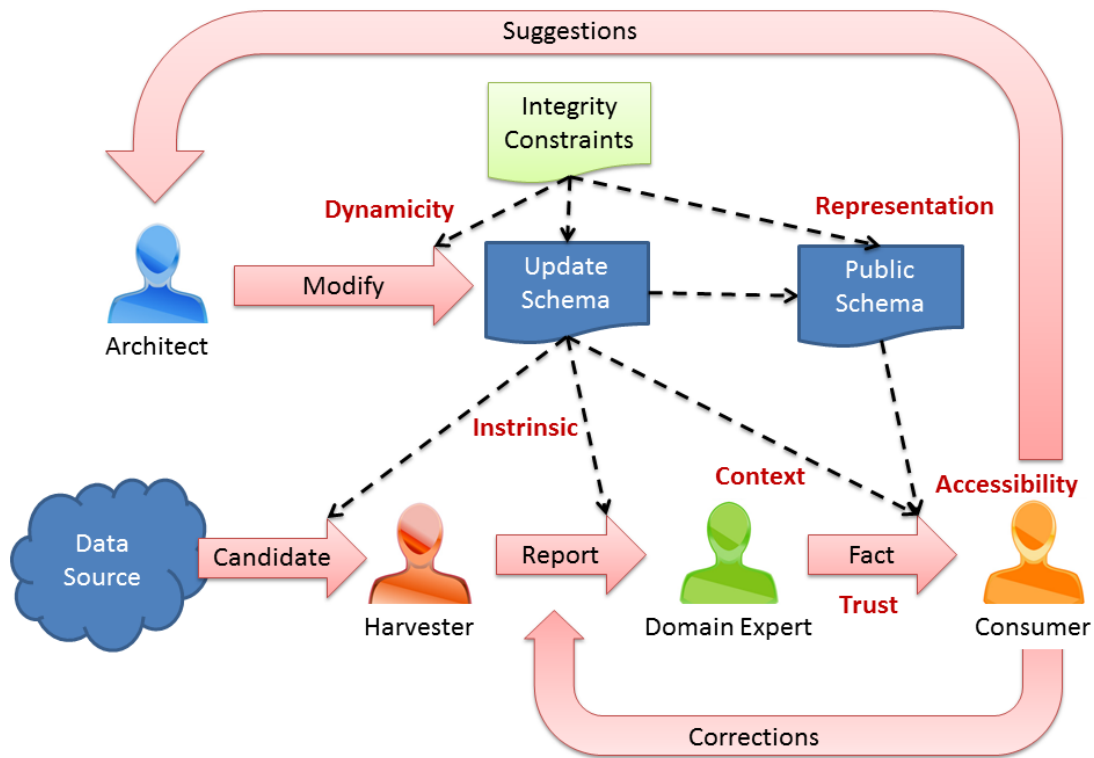 Suggestions
Integrity
Constraints
Dynamicity
Representation
Update
Schema
Public
Schema
Modify
Architect
Instrinsic
Context
Accessibility
Data
Source
Candidate
Report
Fact
Trust
Harvester
Domain Expert
Consumer
Corrections